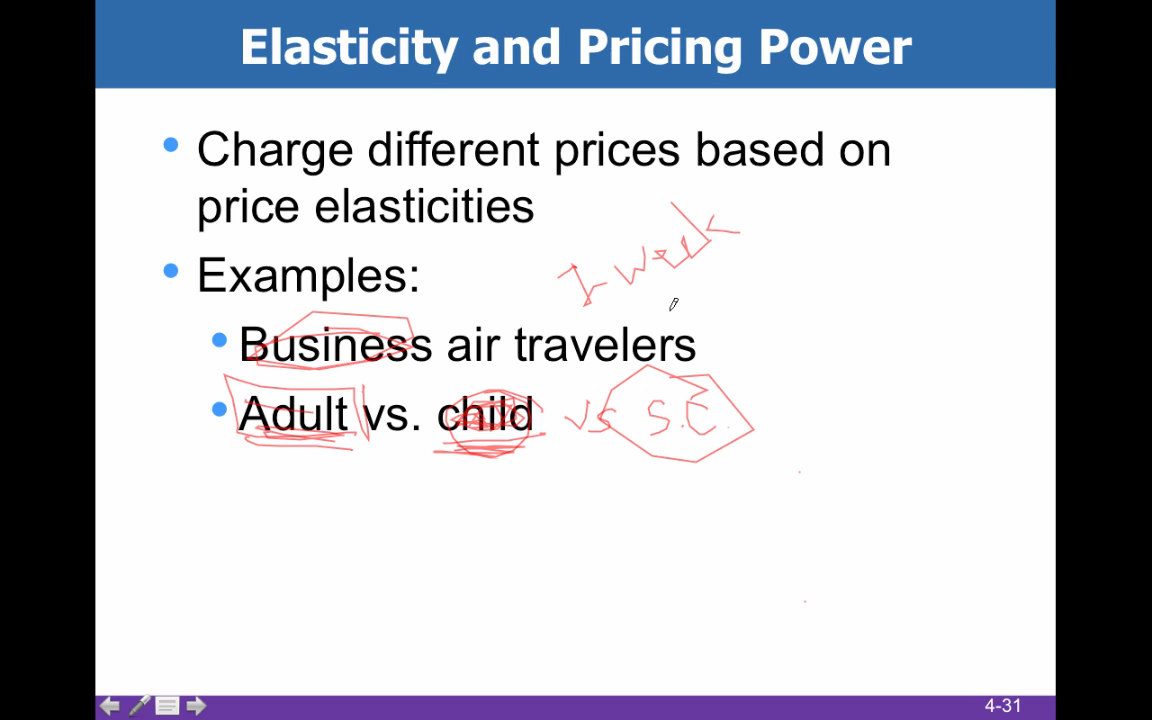 Elasticity and Pricing Power
• Charge different prices based on
price elasticities
• Examples:
1 week
• Business air travelers
• Adult vs. child vs S.C.
4-31